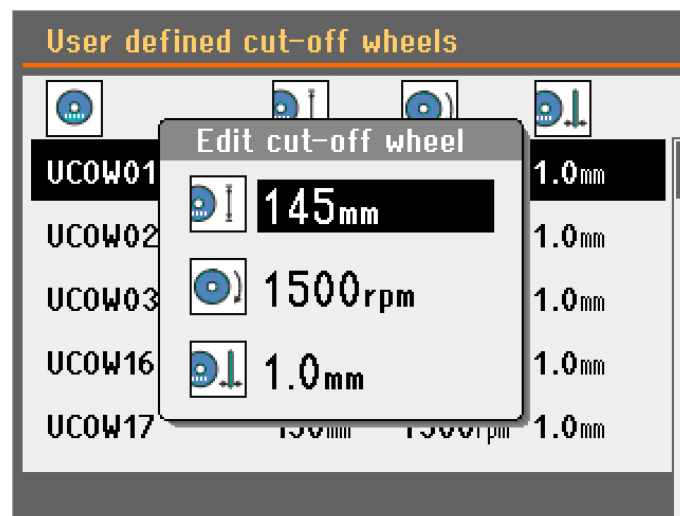 User defined cut-off wheels
Edit cut-off wheel
UCOW01 1.0mm
145mm
UCOW02 1.0mm
1500rpm
UCOW03 1.0mm
UCOW16 1.0mm
1.0mm
UCOW17 1.0mm